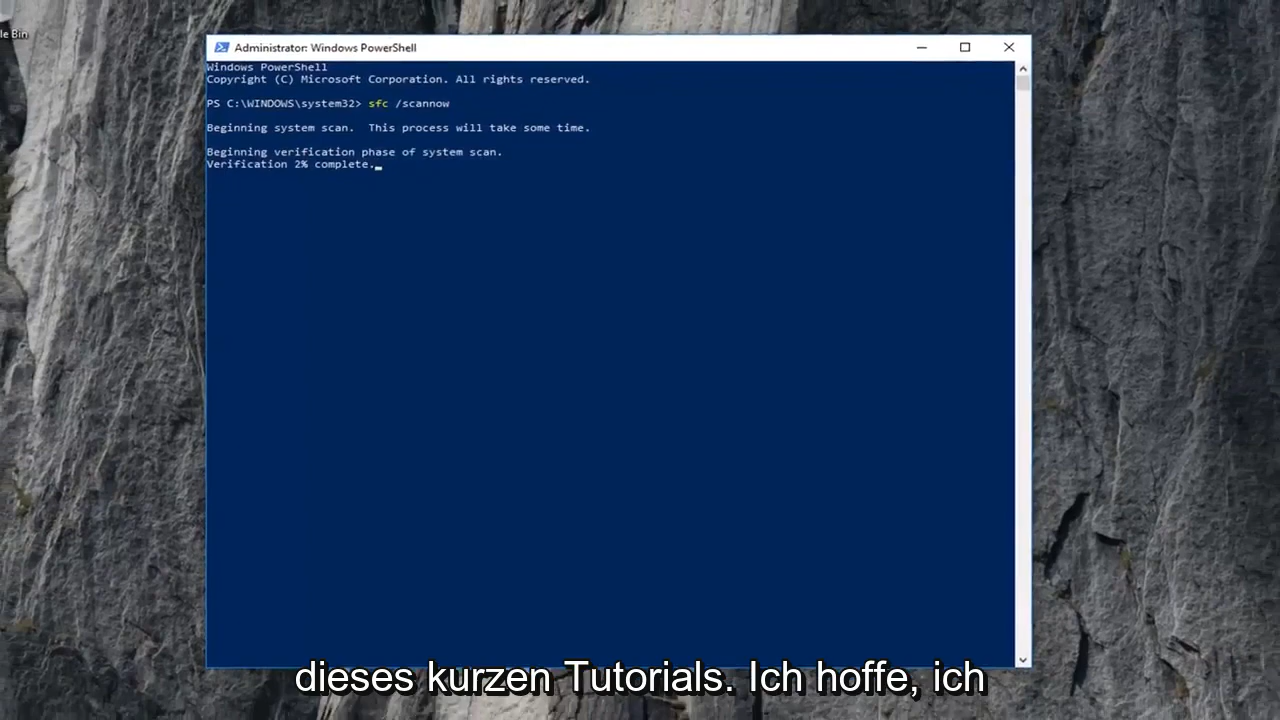 le Bin
Administrator: Windows PowerShell
Windows PowerShell
Copyright (C) Microsoft Corporation. All rights reserved.
PS C:\WINDOWS\system32> sfc /scannow
Beginning system scan.  This process will take some time.
Beginning verification phase of system scan.
Verification 2% complete.
dieses kurzen Tutorials. Ich hoffe, ich